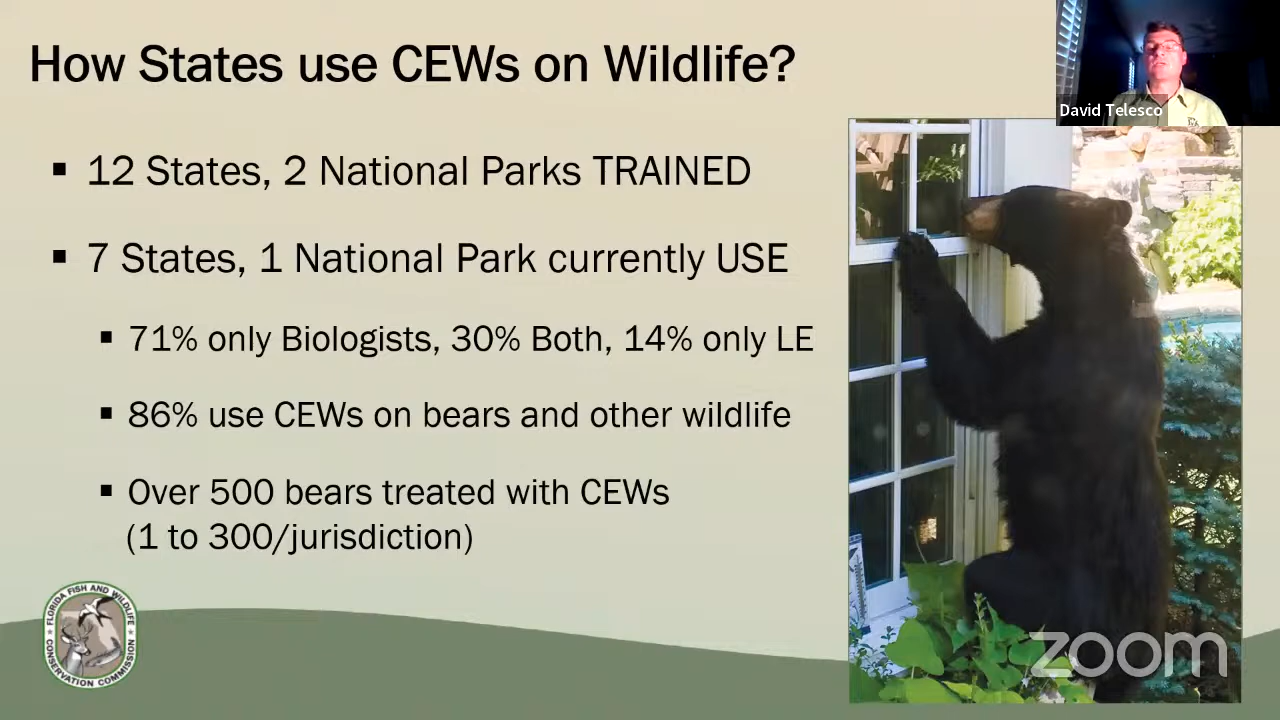 How States use CEWs on Wildlife?
David Telesco
▪ 12 States, 2 National Parks TRAINED
▪ 7 States, 1 National Park currently USE
▪ 71% only Biologists, 30% Both, 14% only LE
▪ 86% use CEWs on bears and other wildlife
▪ Over 500 bears treated with CEWs
(1 to 300/jurisdiction)
FLORIDA FISH AND WILDLIFE
CONSERVATION COMMISSION
zoom